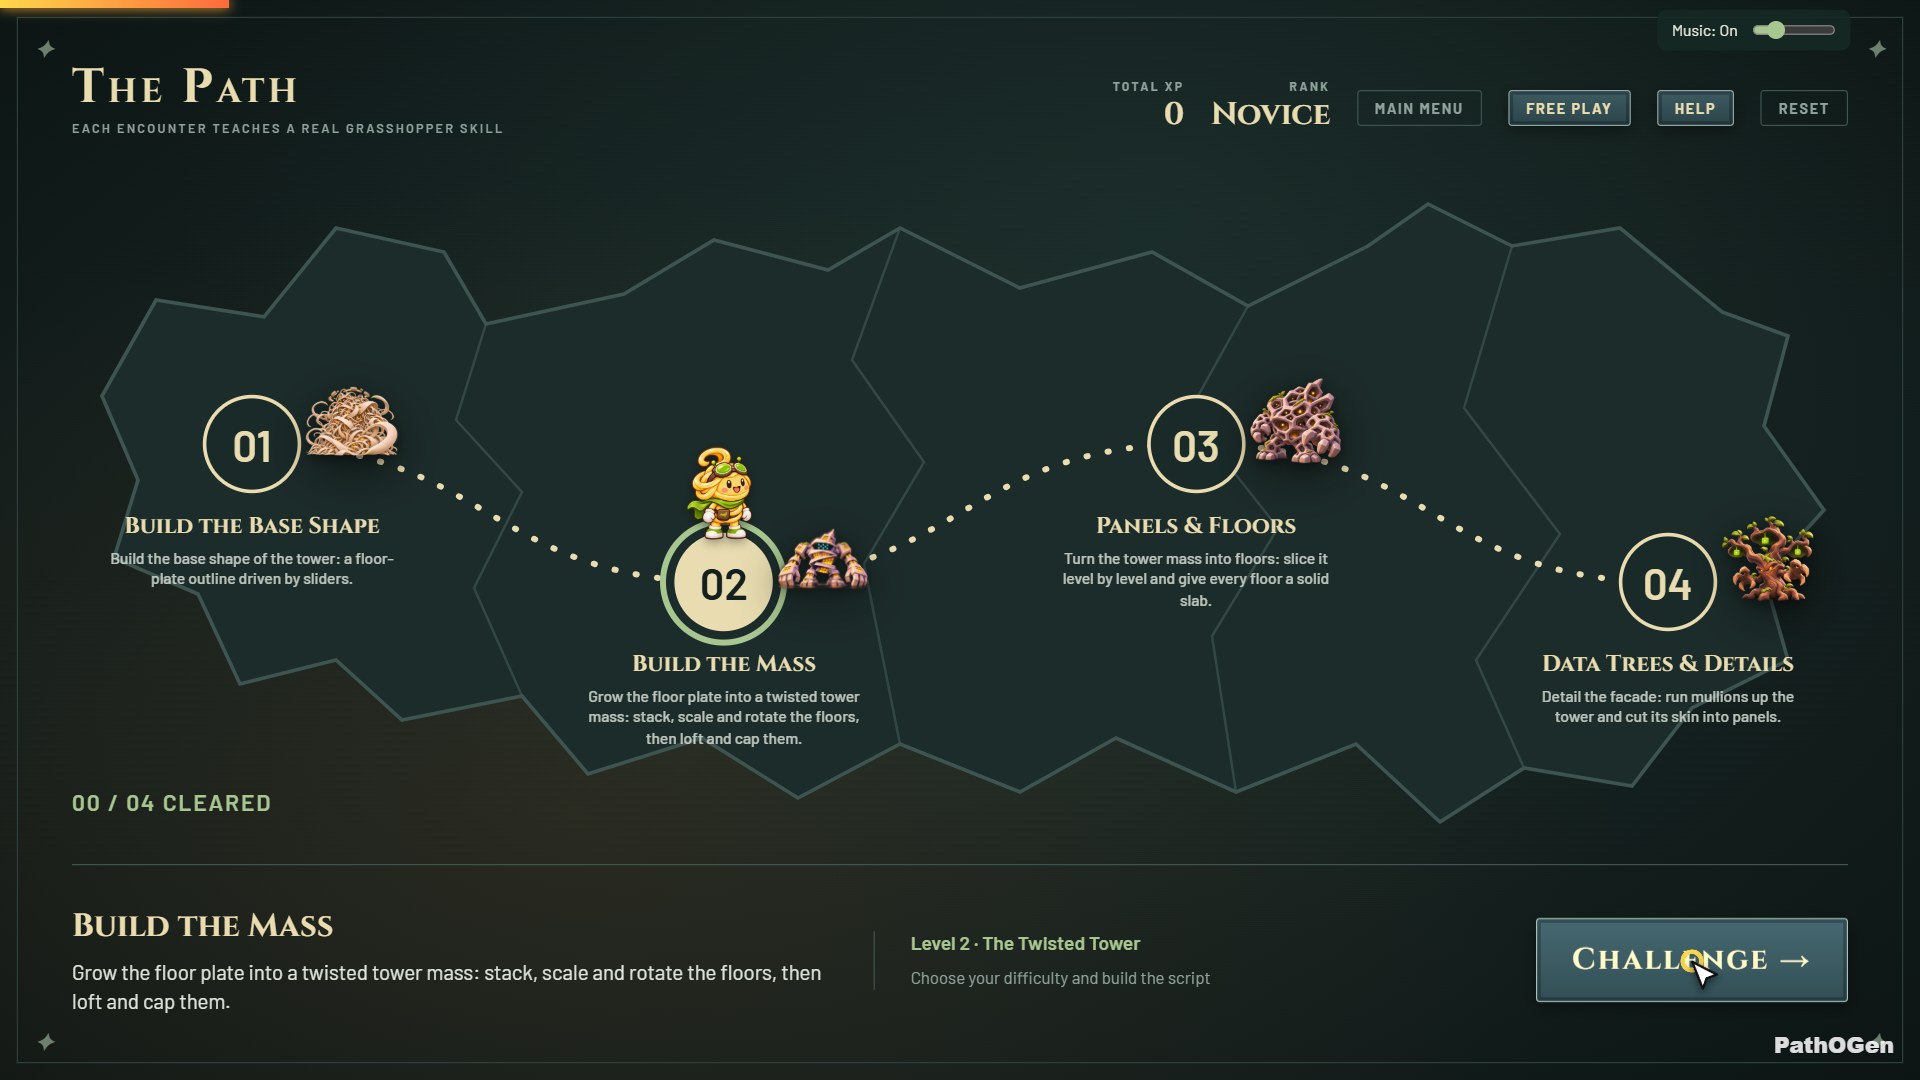 Music: On
The Path
EACH ENCOUNTER TEACHES A REAL GRASSHOPPER SKILL
TOTAL XP
0
RANK
Novice
MAIN MENU
FREE PLAY
HELP
RESET
01
Build the Base Shape
Build the base shape of the tower: a floor-
plate outline driven by sliders.
02
Build the Mass
Grow the floor plate into a twisted tower
mass: stack, scale and rotate the floors,
then loft and cap them.
03
Panels & Floors
Turn the tower mass into floors: slice it
level by level and give every floor a solid
slab.
04
Data Trees & Details
Detail the facade: run mullions up the
tower and cut its skin into panels.
00 / 04 CLEARED
Build the Mass
Grow the floor plate into a twisted tower mass: stack, scale and rotate the floors, then
loft and cap them.
Level 2 · The Twisted Tower
Choose your difficulty and build the script
Challenge →
PathOGen